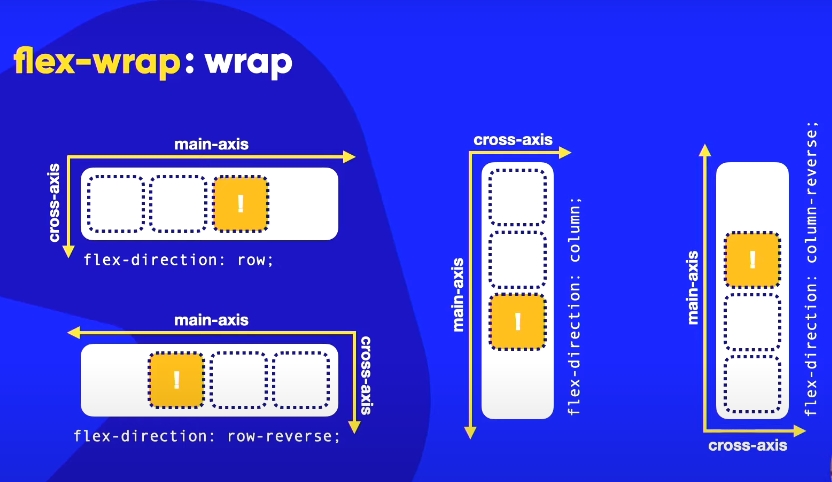 flex-wrap: wrap
main-axis
cross-axis
!
flex-direction: row;
main-axis
cross-axis
!
flex-direction: row-reverse;
cross-axis
main-axis
!
flex-direction: column;
main-axis
!
flex-direction: column-reverse;
cross-axis